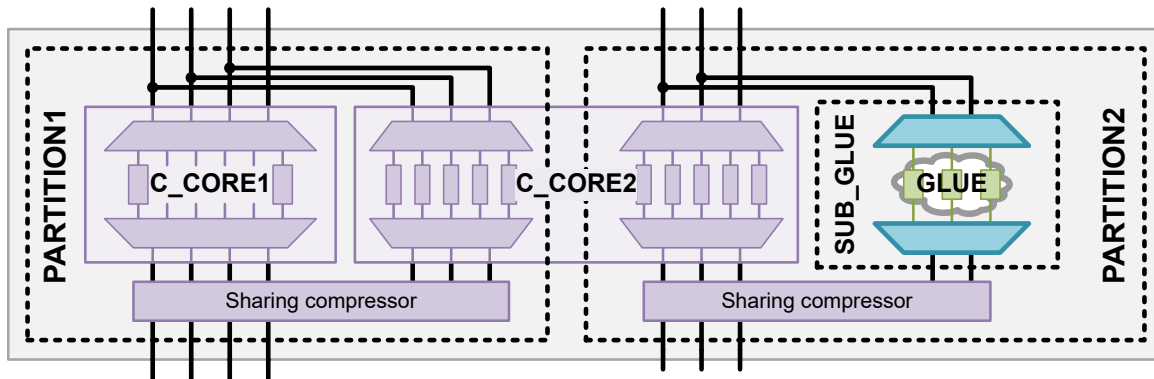 PARTITION1
C_CORE1
C_CORE2
SUB_GLUE
GLUE
PARTITION2
Sharing compressor
Sharing compressor